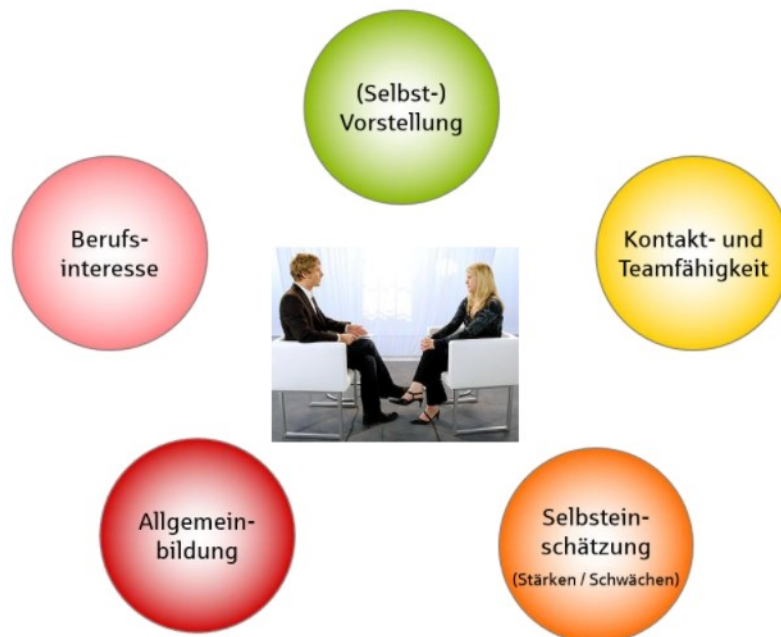 (Selbst-)
Vorstellung
Berufs-
interesse
Kontakt- und
Teamfähigkeit
Allgemein-
bildung
Selbstein-
schätzung
(Stärken / Schwächen)